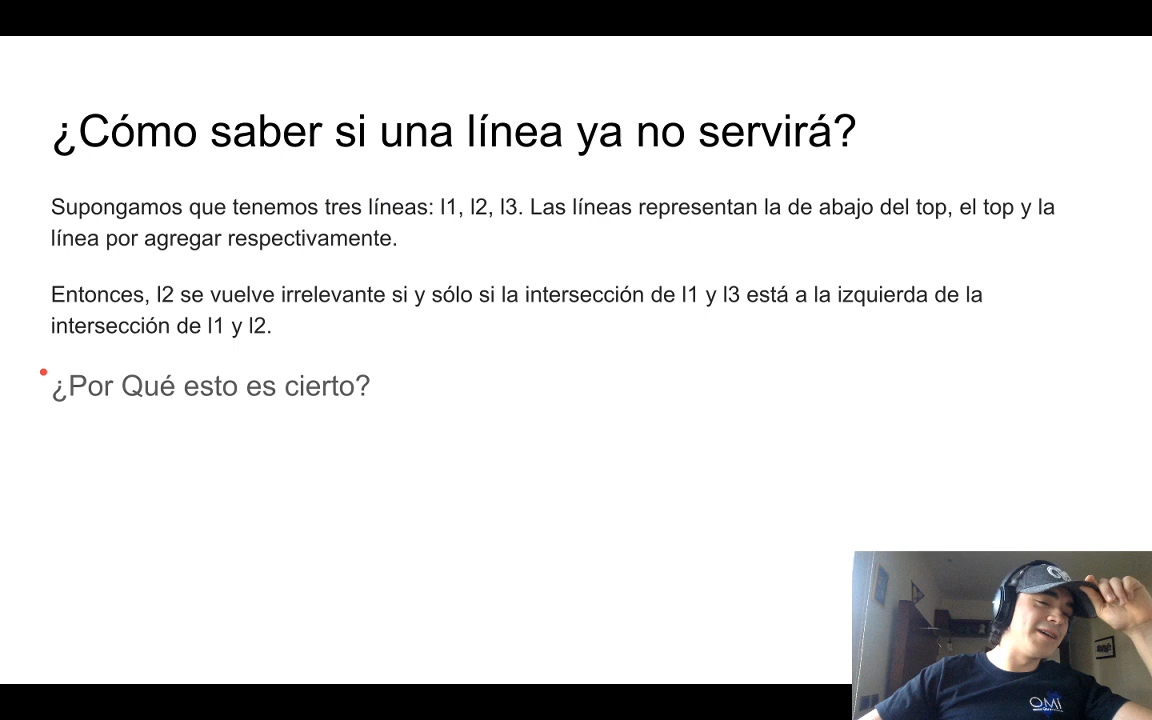 ¿Cómo saber si una línea ya no servirá?
Supongamos que tenemos tres líneas: l1, l2, l3. Las líneas representan la de abajo del top, el top y la
línea por agregar respectivamente.
Entonces, l2 se vuelve irrelevante si y sólo si la intersección de l1 y l3 está a la izquierda de la
intersección de l1 y l2.
¿Por Qué esto es cierto?
OMI